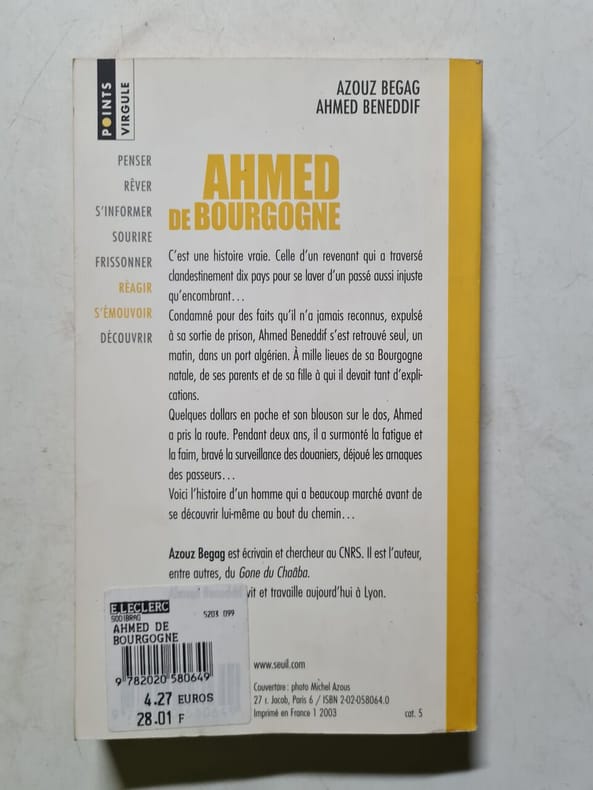 POINTS
VIRGULE
AZOUZ BEGAG
AHMED BENEDDIF
PENSER
RÊVER
S'INFORMER
SOURIRE
FRISSONNER
RÉAGIR
S'ÉMOUVOIR
DÉCOUVRIR
AHMED
DE BOURGOGNE
C'est une histoire vraie. Celle d'un revenant qui a traversé
clandestinement dix pays pour se laver d'un passé aussi injuste
qu'encombrant…
Condamné pour des faits qu'il n'a jamais reconnus, expulsé
à sa sortie de prison, Ahmed Beneddif s'est retrouvé seul, un
matin, dans un port algérien. À mille lieues de sa Bourgogne
natale, de ses parents et de sa fille à qui il devait tant d'expli-
cations.
Quelques dollars en poche et son blouson sur le dos, Ahmed
a pris la route. Pendant deux ans, il a surmonté la fatigue et
la faim, bravé la surveillance des douaniers, déjoué les arnaques
des passeurs…
Voici l'histoire d'un homme qui a beaucoup marché avant de
se découvrir lui-même au bout du chemin…
Azouz Begag est écrivain et chercheur au CNRS. Il est l'auteur,
entre autres, du Gone du Chaâba.
vit et travaille aujourd'hui à Lyon.
E.LECLERC
5001BRAG 5203 099
AHMED DE
BOURGOGNE
9 782020 580649
4.27 EUROS
28.01 F
www.seuil.com
Couverture : photo Michel Azous
27 r. Jacob, Paris 6 / ISBN 2-02-058064.0
Imprimé en France 1 2003 cat. 5